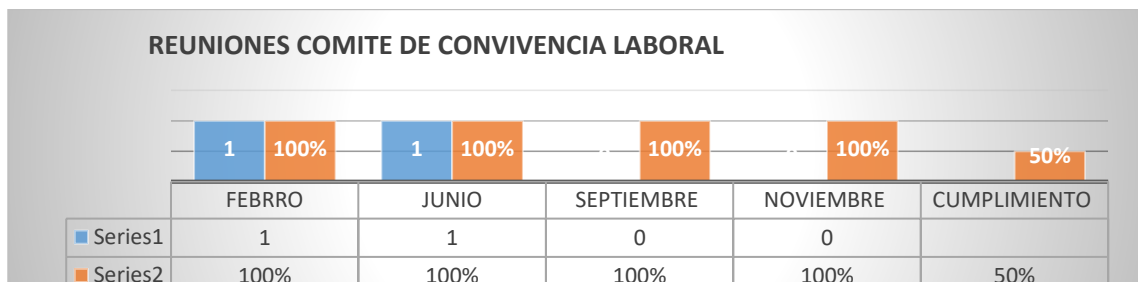 REUNIONES COMITE DE CONVIVENCIA LABORAL
1 100% 1 100% 100% 100% 50%
FEBRRO JUNIO SEPTIEMBRE NOVIEMBRE CUMPLIMIENTO
Series1 1 1 0 0
Series2 100% 100% 100% 100% 50%